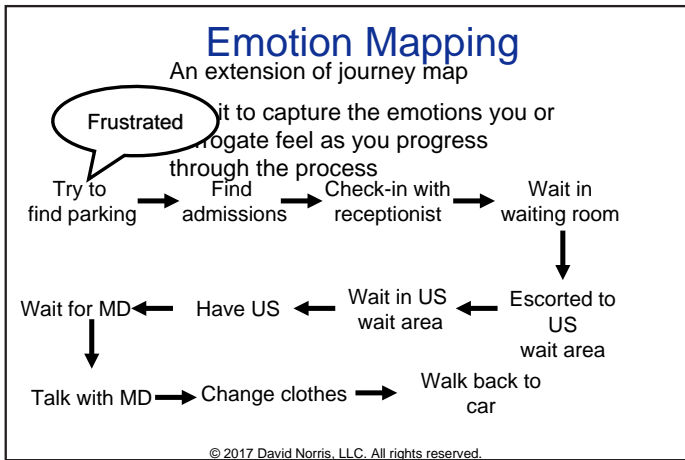 Emotion Mapping
An extension of journey map
it to capture the emotions you or
rogate feel as you progress
through the process
Frustrated
Try to
find parking
Find
admissions
Check-in with
receptionist
Wait in
waiting room
Escorted to
US
wait area
Wait in US
wait area
Have US
Wait for MD
Talk with MD
Change clothes
Walk back to
car
© 2017 David Norris, LLC. All rights reserved.